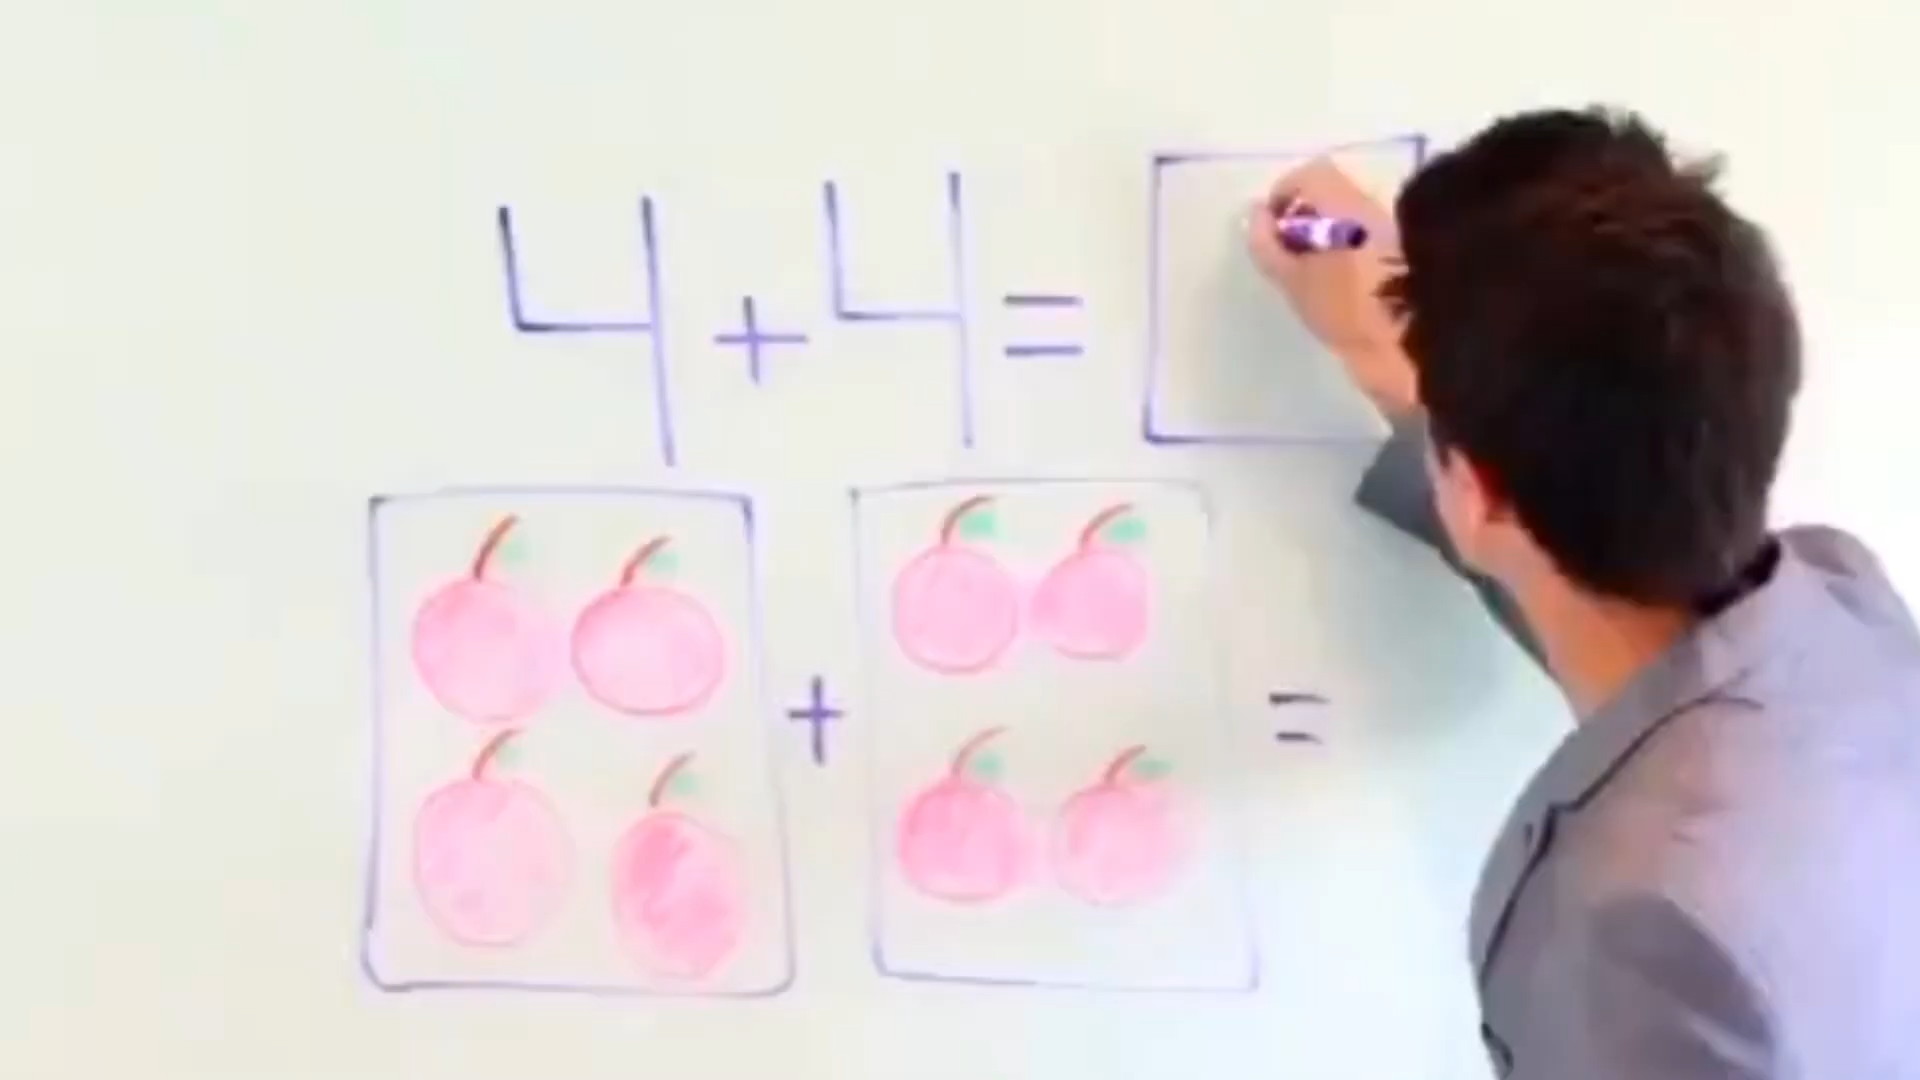 4 + 4 =
+ =